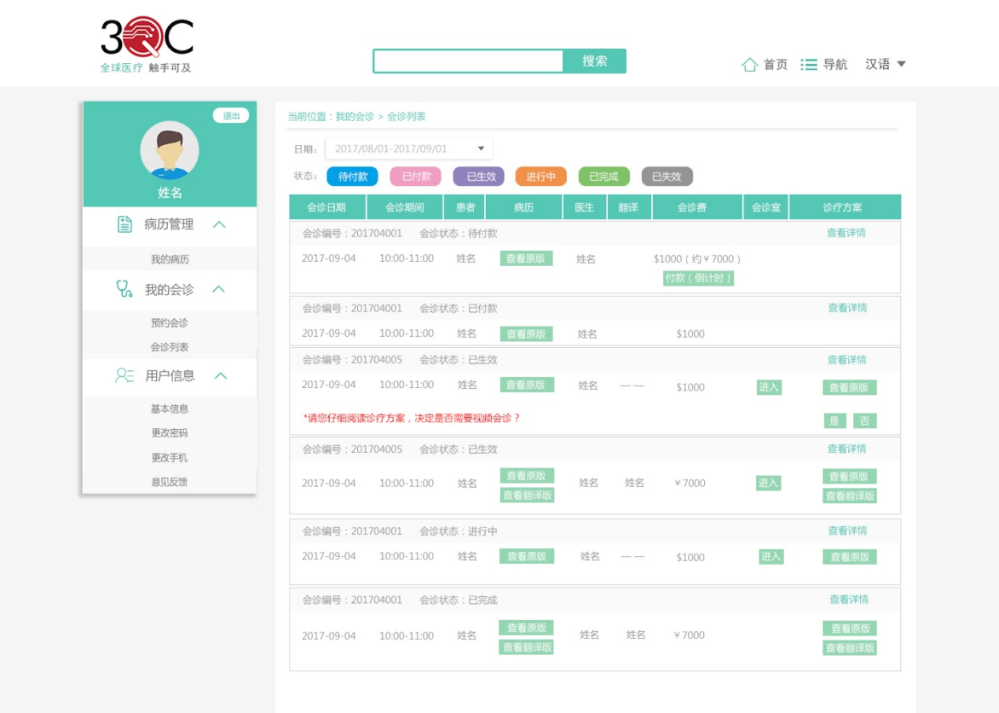 3QC
全球医疗 触手可及
搜索
首页 导航 汉语
退出
姓名
病历管理
我的病历
我的会诊
预约会诊
会诊列表
用户信息
基本信息
更改密码
更改手机
意见反馈
当前位置：我的会诊 > 会诊列表
日期： 2017/08/01-2017/09/01
状态： 待付款 已付款 已生效 进行中 已完成 已失效
会诊日期 会诊期间 患者 病历 医生 翻译 会诊费 会诊室 诊疗方案
会诊编号：201704001 会诊状态：待付款 查看详情
2017-09-04 10:00-11:00 姓名 查看原版 姓名 $1000（约￥7000）
付款（倒计时）
会诊编号：201704001 会诊状态：已付款 查看详情
2017-09-04 10:00-11:00 姓名 查看原版 姓名 $1000
会诊编号：201704005 会诊状态：已生效 查看详情
2017-09-04 10:00-11:00 姓名 查看原版 姓名 — — $1000 进入 查看原版
*请您仔细阅读诊疗方案，决定是否需要视频会诊？ 是 否
会诊编号：201704005 会诊状态：已生效 查看详情
2017-09-04 10:00-11:00 姓名 查看原版 姓名 姓名 ￥7000 进入 查看原版
查看翻译版 查看翻译版
会诊编号：201704001 会诊状态：进行中 查看详情
2017-09-04 10:00-11:00 姓名 查看原版 姓名 — — $1000 进入 查看原版
会诊编号：201704001 会诊状态：已完成 查看详情
2017-09-04 10:00-11:00 姓名 查看原版 姓名 姓名 ￥7000 查看原版
查看翻译版 查看翻译版